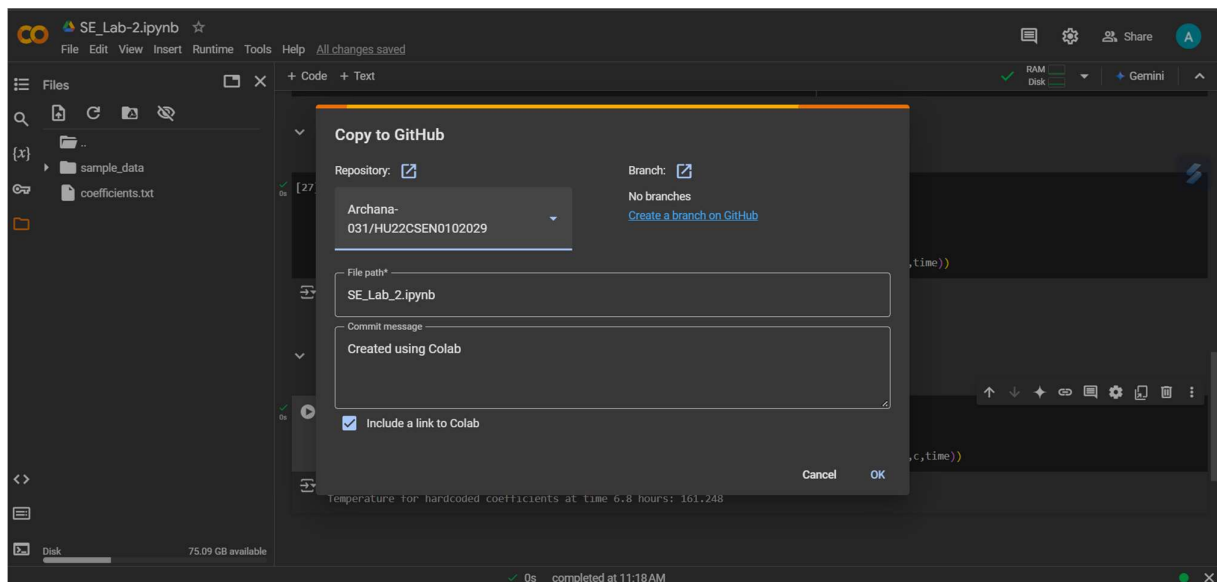 SE_Lab-2.ipynb
File Edit View Insert Runtime Tools Help All changes saved
Share
A
Files
+ Code + Text
RAM
Disk
Gemini
{x}
..
sample_data
coefficients.txt
0s
[27
Copy to GitHub
Repository:
Archana-
031/HU22CSEN0102029
Branch:
No branches
Create a branch on GitHub
,time))
File path*
SE_Lab_2.ipynb
Commit message
Created using Colab
Include a link to Colab
0s
,c,time))
Cancel OK
Temperature for hardcoded coefficients at time 6.8 hours: 161.248
<>
Disk 75.09 GB available
0s completed at 11:18 AM